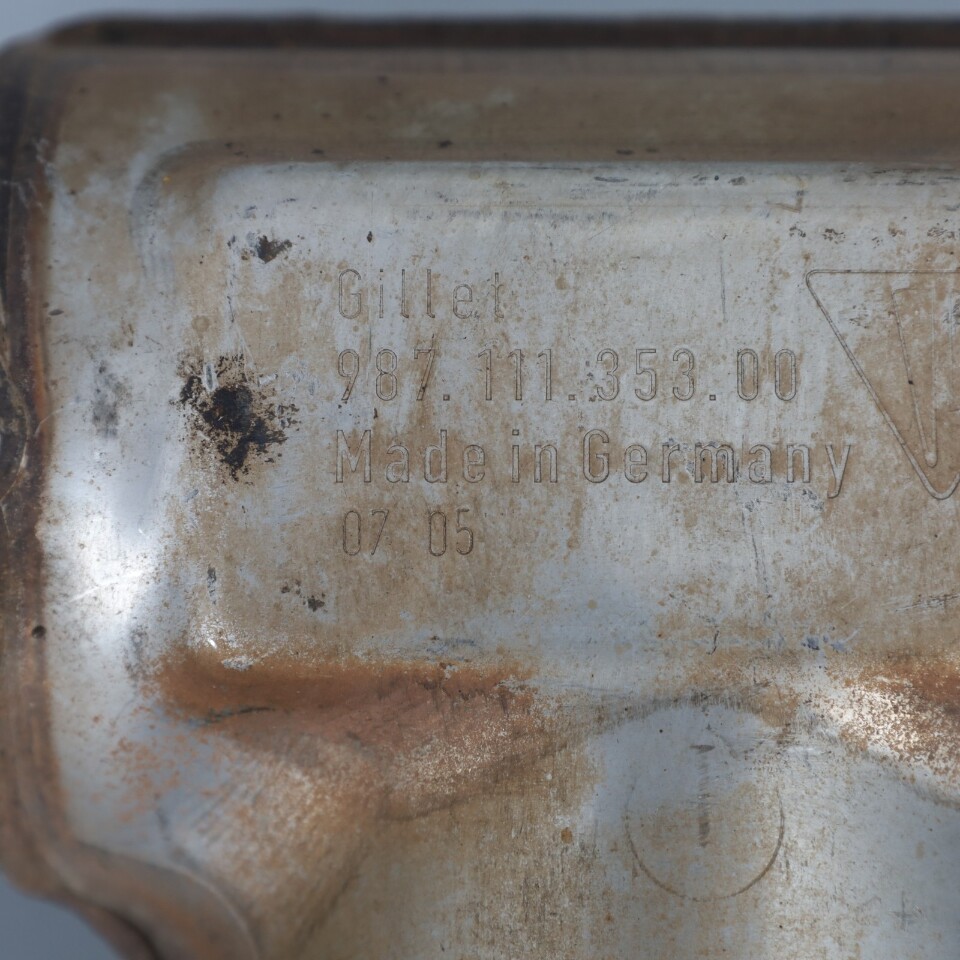 Gillet
987.111.353.00
Made in Germany
07 05